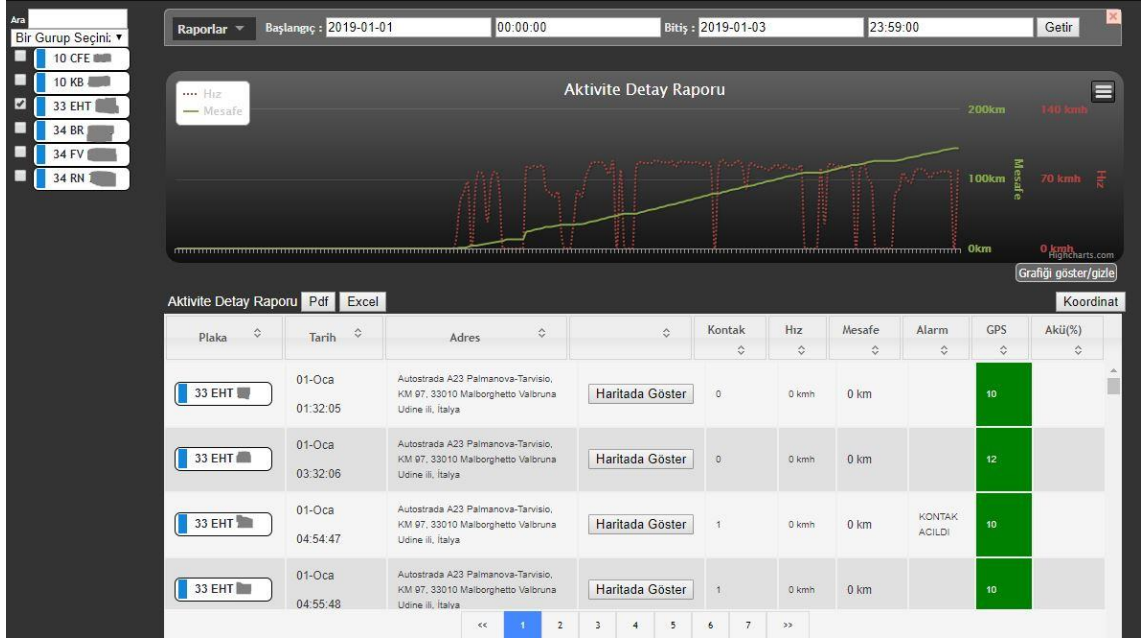 Ara
Bir Gurup Seçini:
10 CFE
10 KB
33 EHT
34 BR
34 FV
34 RN
Raporlar Başlangıç : 2019-01-01 00:00:00 Bitiş : 2019-01-03 23:59:00 Getir
Aktivite Detay Raporu
Hız
Mesafe
200km 140 kmh
100km 70 kmh
0km 0 kmh
Mesafe
Hız
Highcharts.com
Grafiği göster/gizle
Aktivite Detay Raporu Pdf Excel Koordinat
Plaka Tarih Adres Kontak Hız Mesafe Alarm GPS Akü(%)
33 EHT
01-Oca
01:32:05
Autostrada A23 Palmanova-Tarvisio,
KM 97, 33010 Malborghetto Valbruna
Udine ili, İtalya
Haritada Göster 0 0 kmh 0 km 10
33 EHT
01-Oca
03:32:06
Autostrada A23 Palmanova-Tarvisio,
KM 97, 33010 Malborghetto Valbruna
Udine ili, İtalya
Haritada Göster 0 0 kmh 0 km 12
33 EHT
01-Oca
04:54:47
Autostrada A23 Palmanova-Tarvisio,
KM 97, 33010 Malborghetto Valbruna
Udine ili, İtalya
Haritada Göster 1 0 kmh 0 km
KONTAK
ACILDI
10
33 EHT
01-Oca
04:55:48
Autostrada A23 Palmanova-Tarvisio,
KM 97, 33010 Malborghetto Valbruna
Udine ili, İtalya
Haritada Göster 1 0 kmh 0 km 10
<< 1 2 3 4 5 6 7 >>